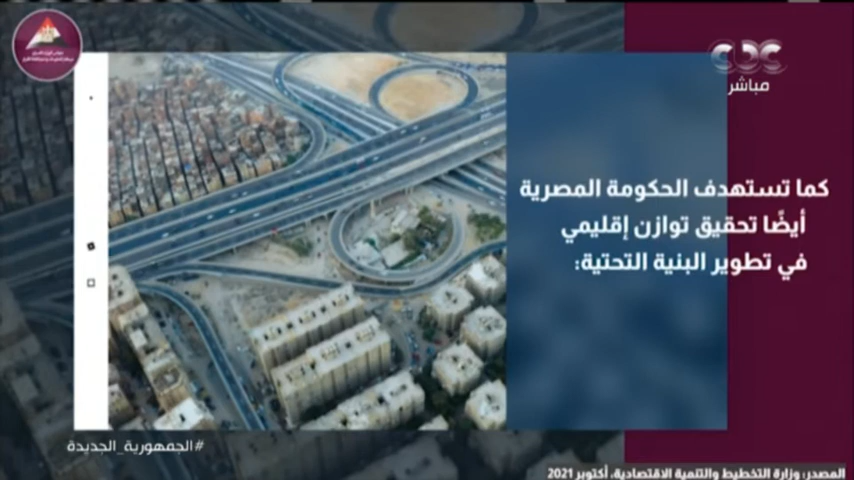 cbc
مباشر
كما تستهدف الحكومة المصرية
أيضًا تحقيق توازن إقليمي
في تطوير البنية التحتية:
#الجمهورية_الجديدة
المصدر: وزارة التخطيط والتنمية الاقتصادية، أكتوبر 2021